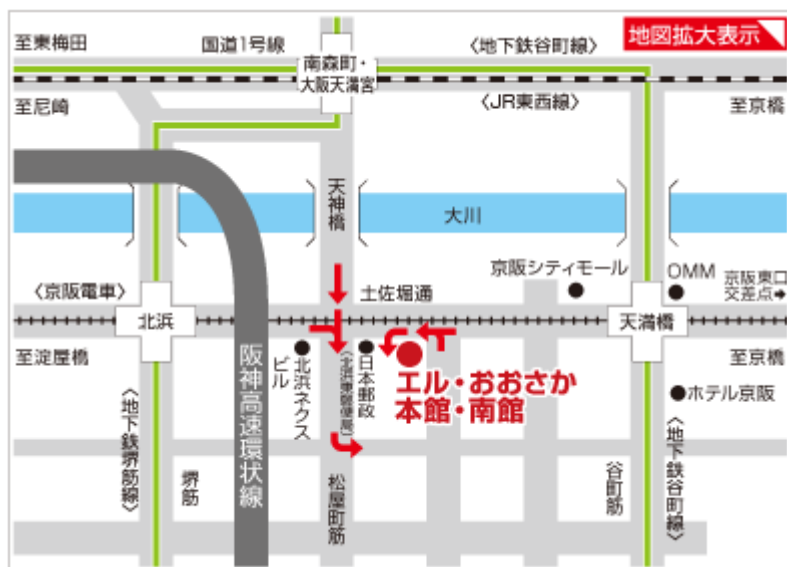 至東梅田
国道1号線
〈地下鉄谷町線〉
地図拡大表示
南森町・
大阪天満宮
至尼崎
〈JR東西線〉
至京橋
天神橋
大川
京阪シティモール
OMM
京阪東口
交差点➡
〈京阪電車〉
土佐堀通
北浜
天満橋
至淀屋橋
至京橋
阪神高速環状線
北浜ネクス
ビル
〈北浜東郵便局〉
日本郵政
エル・おおさか
本館・南館
ホテル京阪
〈地下鉄堺筋線〉
堺筋
松屋町筋
谷町筋
〈地下鉄谷町線〉